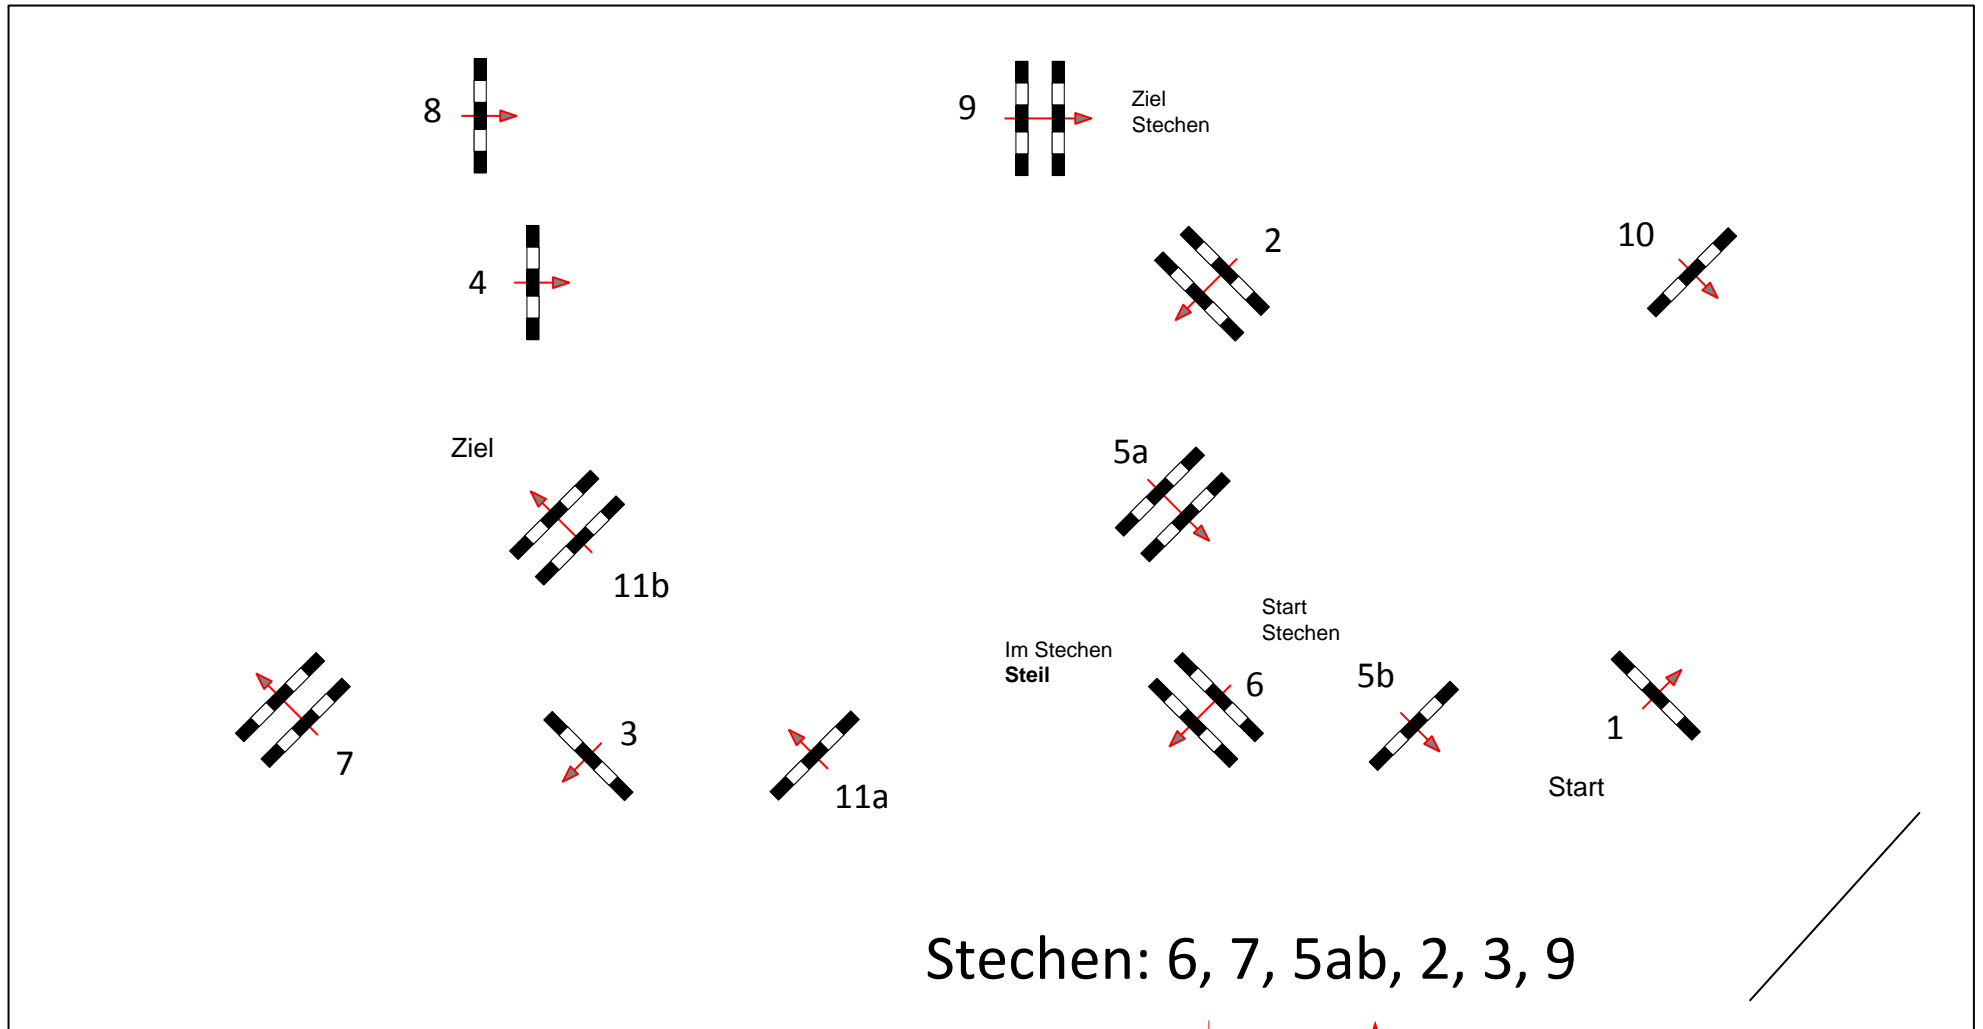 8
9
Ziel
Stechen
4
2
10
Ziel
5a
11b
Start
Stechen
Im Stechen
Steil
6
5b
7
3
11a
1
Start
Stechen: 6, 7, 5ab, 2, 3, 9